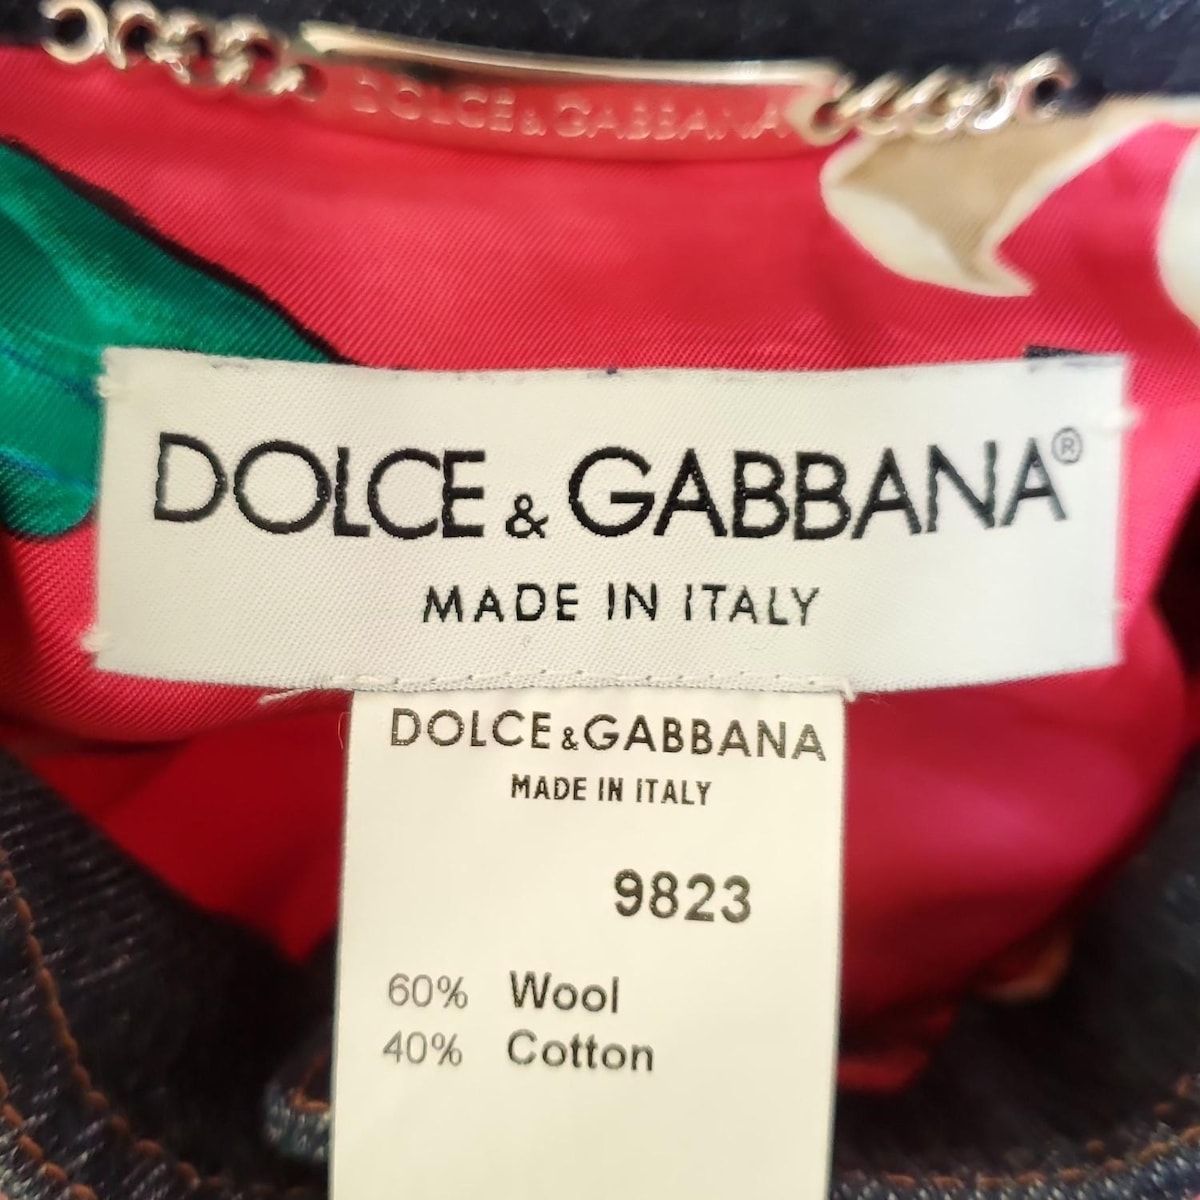 DOLCE & GABBANA
DOLCE & GABBANA®
MADE IN ITALY
DOLCE & GABBANA
MADE IN ITALY
9823
60% Wool
40% Cotton